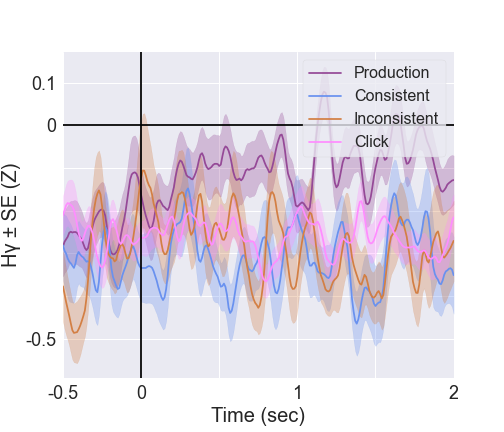 Hγ ± SE (Z)
0.1
0
-0.5
Production
Consistent
Inconsistent
Click
-0.5
0
1
2
Time (sec)